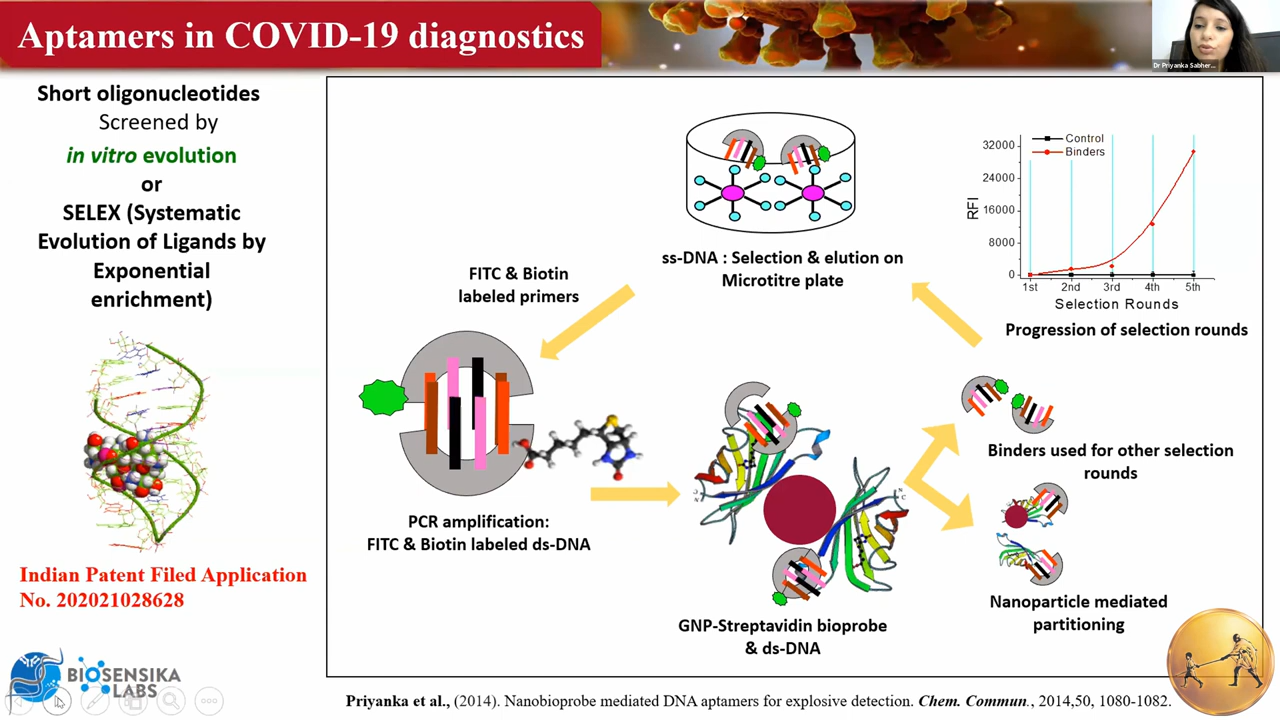 Aptamers in COVID-19 diagnostics
Dr Priyanka Sabher...
Short oligonucleotides
Screened by
in vitro evolution
or
SELEX (Systematic
Evolution of Ligands by
Exponential
enrichment)
Indian Patent Filed Application
No. 202021028628
BIOSENSIKA
LABS
ss-DNA : Selection & elution on
Microtitre plate
FITC & Biotin
labeled primers
PCR amplification:
FITC & Biotin labeled ds-DNA
GNP-Streptavidin bioprobe
& ds-DNA
Control
Binders
32000
24000
16000
8000
0
RFI
1st 2nd 3rd 4th 5th
Selection Rounds
Progression of selection rounds
Binders used for other selection
rounds
Nanoparticle mediated
partitioning
Priyanka et al., (2014). Nanobioprobe mediated DNA aptamers for explosive detection. Chem. Commun., 2014,50, 1080-1082.